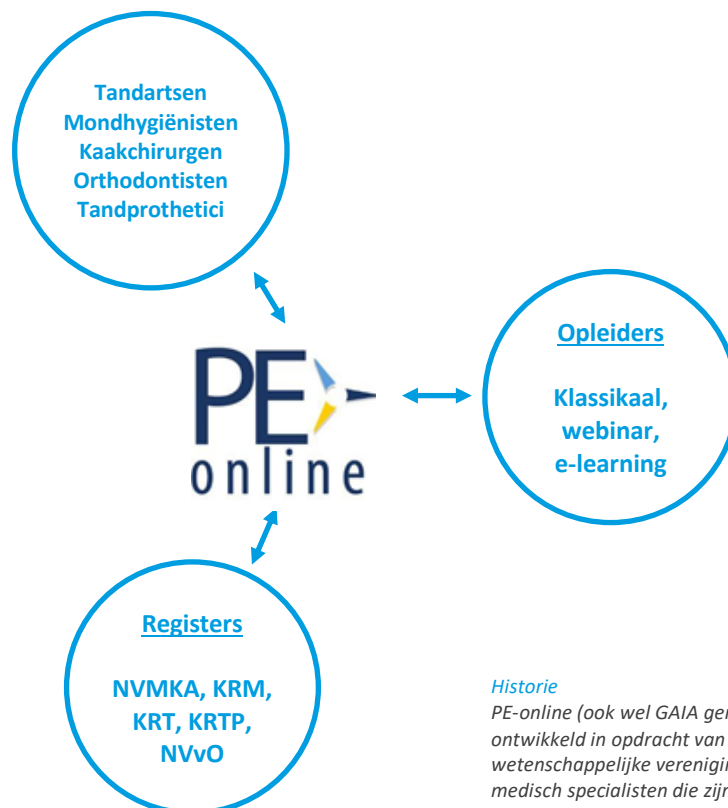 Tandartsen
Mondhygiënisten
Kaakchirurgen
Orthodontisten
Tandprothetici
PE
online
Opleiders
Klassikaal,
webinar,
e-learning
Registers
NVMKA, KRM,
KRT, KRTP,
NVvO
Historie
PE-online (ook wel GAIA
ontwikkeld in opdracht van
wetenschappelijke
medisch specialisten die zijn